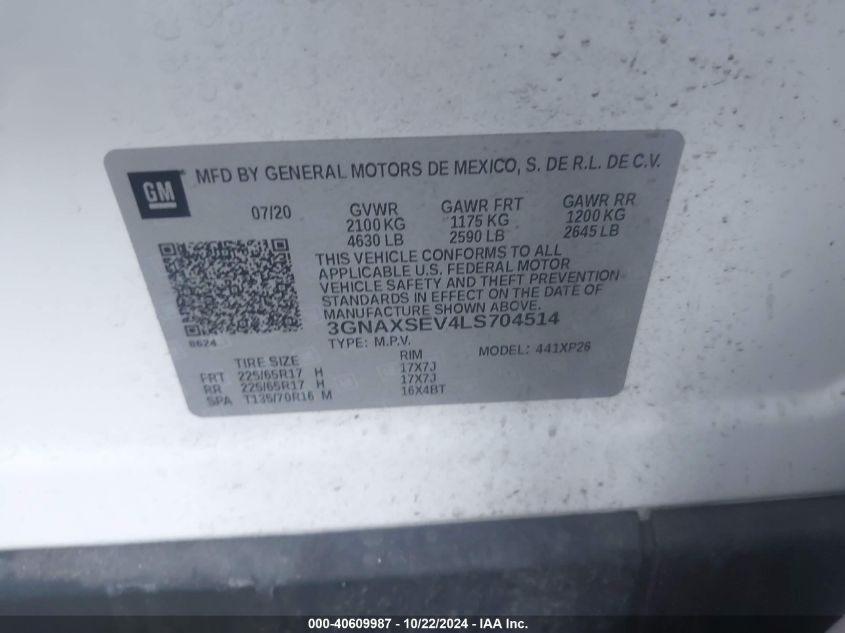 GM
MFD BY GENERAL MOTORS DE MEXICO, S. DE R.L. DE C.V.
07/20 GVWR GAWR FRT GAWR RR
2100 KG 1175 KG 1200 KG
4630 LB 2590 LB 2645 LB
THIS VEHICLE CONFORMS TO ALL
APPLICABLE U.S. FEDERAL MOTOR
VEHICLE SAFETY AND THEFT PREVENTION
STANDARDS IN EFFECT ON THE DATE OF
MANUFACTURE SHOWN ABOVE.
8624 3GNAXSEV4LS704514
TYPE: M.P.V. MODEL: 441XP26
TIRE SIZE RIM
FRT 225/65R17 H 17X7J
RR 225/65R17 H 17X7J
SPA T135/70R16 M 16X4BT
000-40609987 - 10/22/2024 - IAA Inc.